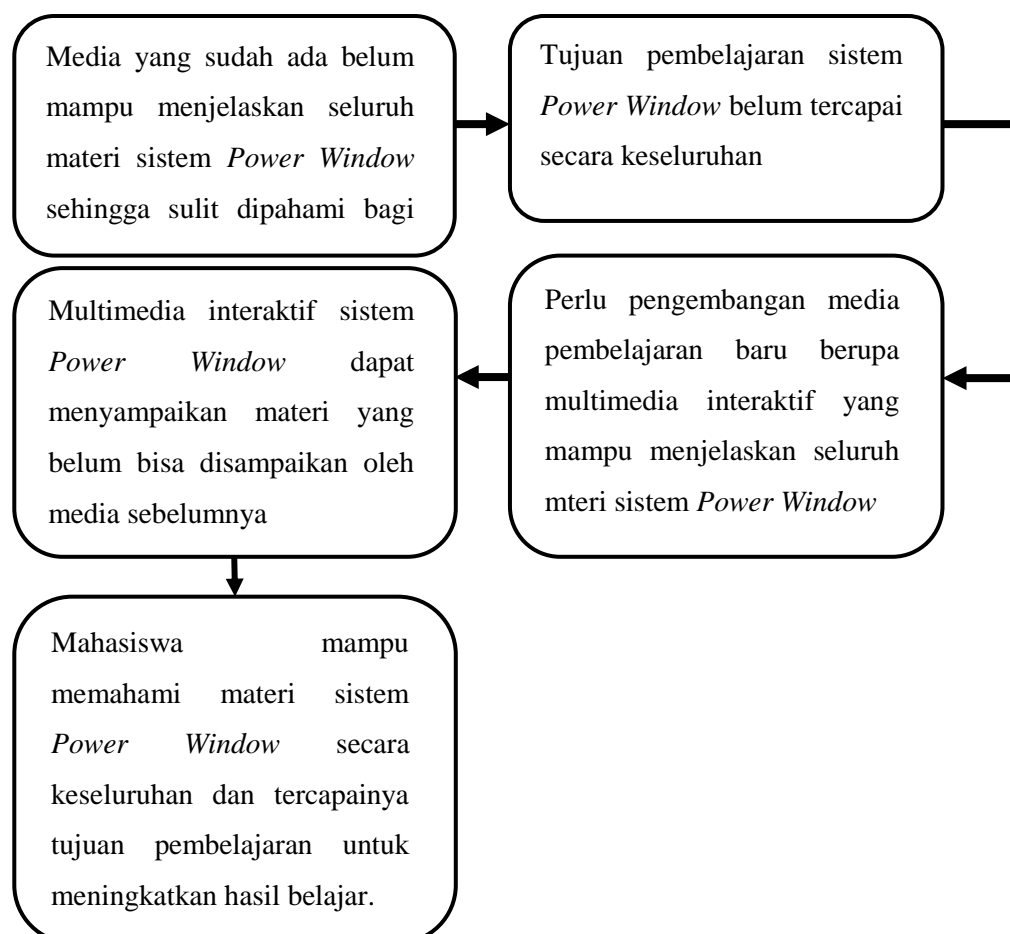 Media yang sudah ada belum
mampu menjelaskan seluruh
materi sistem Power Window
sehingga sulit dipahami bagi
Tujuan pembelajaran sistem
Power Window belum tercapai
secara keseluruhan
Perlu pengembangan media
pembelajaran baru berupa
multimedia interaktif yang
mampu menjelaskan seluruh
mteri sistem Power Window
Multimedia interaktif sistem
Power Window dapat
menyampaikan materi yang
belum bisa disampaikan oleh
media sebelumnya
Mahasiswa mampu
memahami materi sistem
Power Window secara
keseluruhan dan tercapainya
tujuan pembelajaran untuk
meningkatkan hasil belajar.